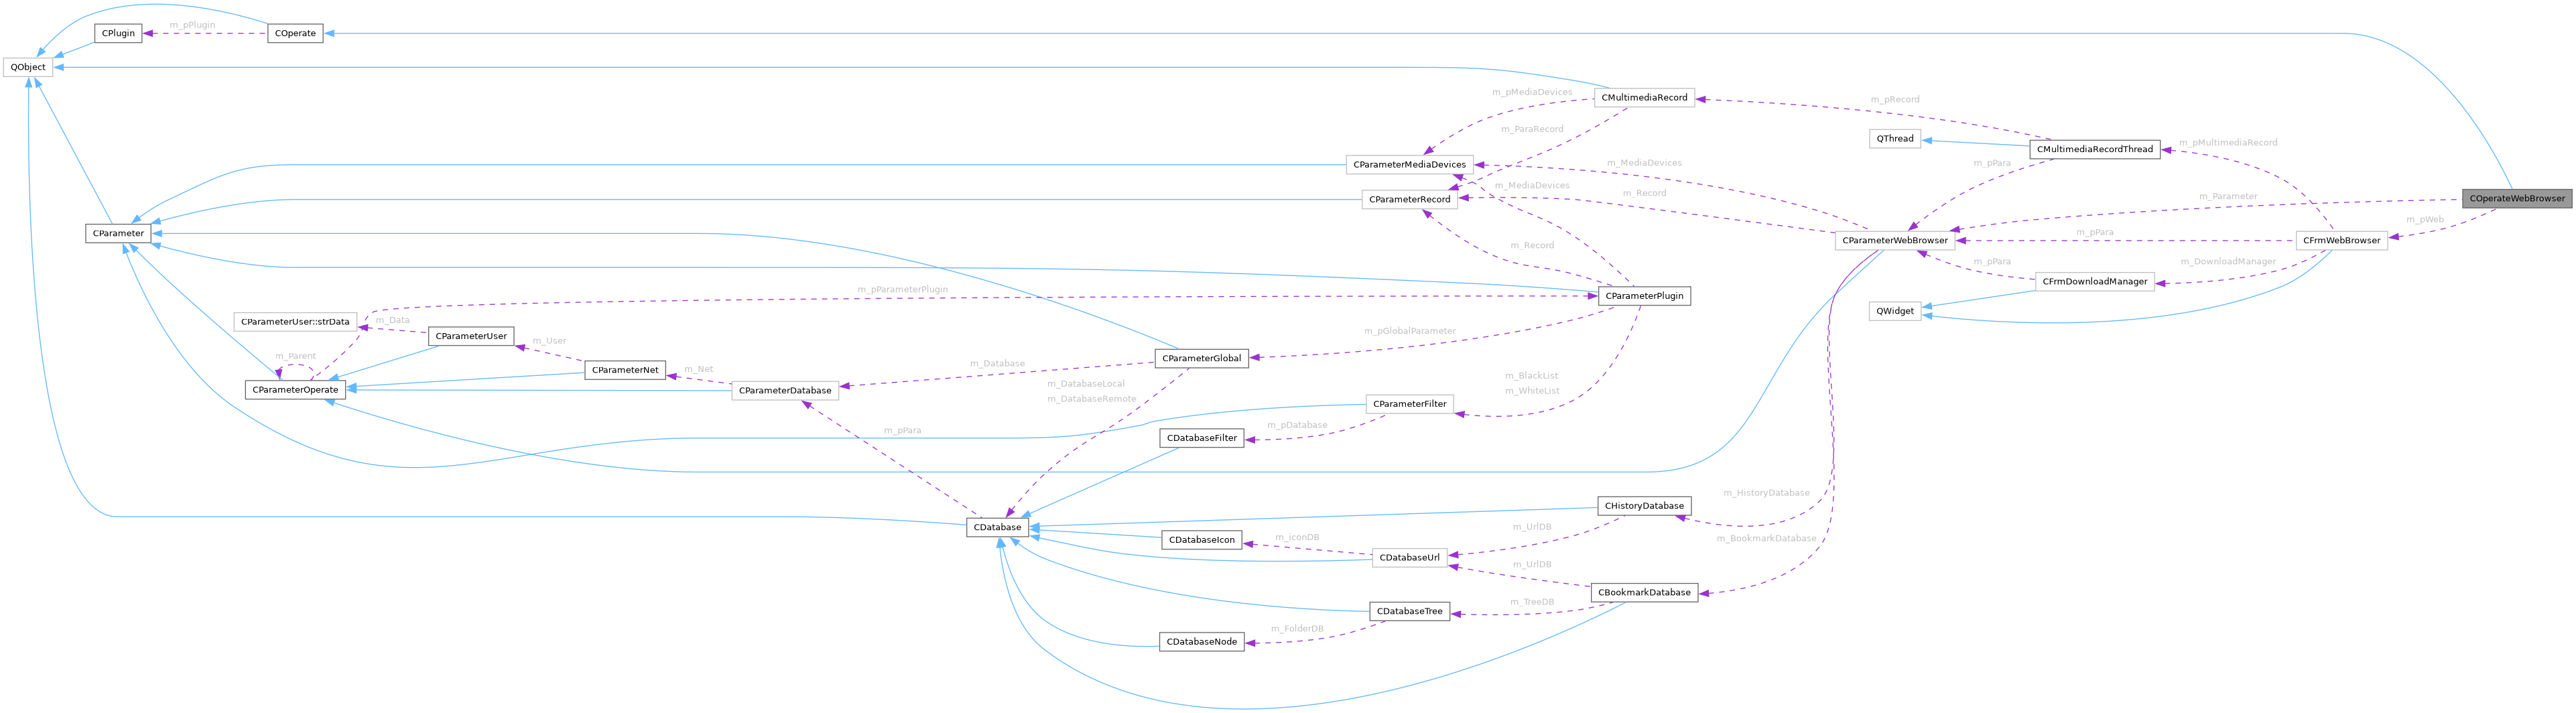 m_pPlugin
CPlugin
COperate
QObject
m_pMediaDevices
CMultimediaRecord
m_pRecord
m_ParaRecord
QThread
m_pMultimediaRecord
CMultimediaRecordThread
CParameterMediaDevices
m_MediaDevices
m_pPara
m_MediaDevices
m_Record
CParameterRecord
m_Parameter
COperateWebBrowser
m_pWeb
CParameter
m_pPara
CParameterWebBrowser
CFrmWebBrowser
m_Record
m_pPara
m_DownloadManager
CFrmDownloadManager
m_pParameterPlugin
CParameterPlugin
QWidget
CParameterUser::strData
m_Data
CParameterUser
m_User
m_pGlobalParameter
m_Parent
CParameterGlobal
m_Database
CParameterNet
m_Net
m_BlackList
m_WhiteList
m_DatabaseLocal
m_DatabaseRemote
CParameterOperate
CParameterDatabase
CParameterFilter
m_pPara
m_pDatabase
CDatabaseFilter
m_HistoryDatabase
CHistoryDatabase
CDatabase
m_UrlDB
m_iconDB
CDatabaseIcon
m_BookmarkDatabase
CDatabaseUrl
m_UrlDB
CBookmarkDatabase
m_TreeDB
CDatabaseTree
m_FolderDB
CDatabaseNode